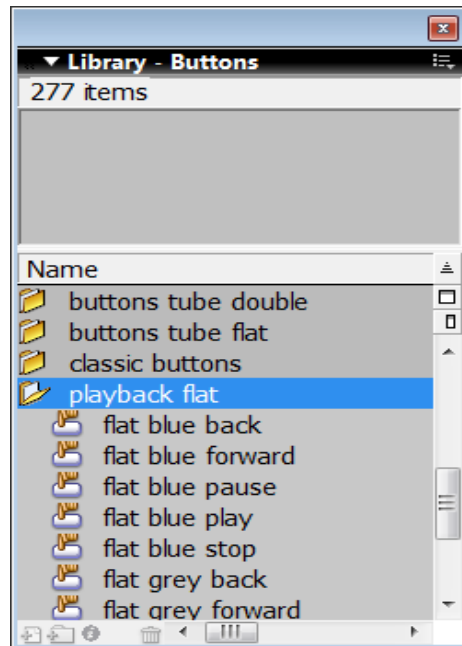 Library - Buttons
277 items
Name
buttons tube double
buttons tube flat
classic buttons
playback flat
flat blue back
flat blue forward
flat blue pause
flat blue play
flat blue stop
flat grey back
flat grey forward